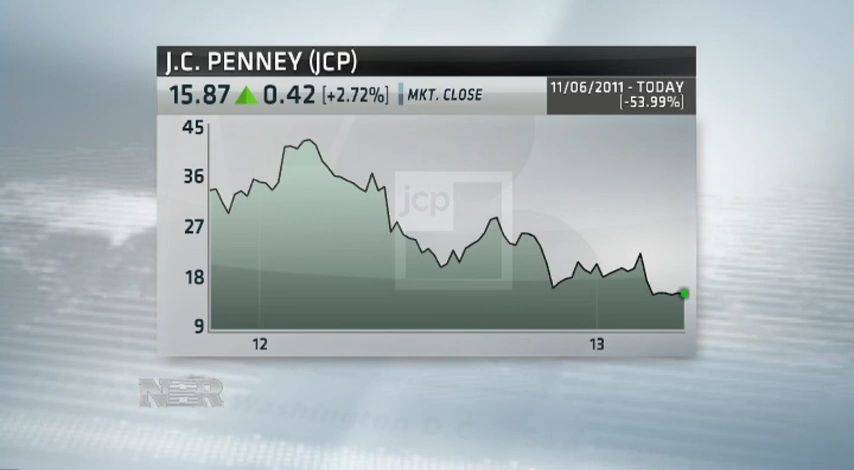 J.C. PENNEY (JCP)
15.87 0.42 [+2.72%] MKT. CLOSE
11/06/2011 - TODAY
[-53.99%]
45
36
27
18
9
jcp
12 13
NBR
Washington D.C.